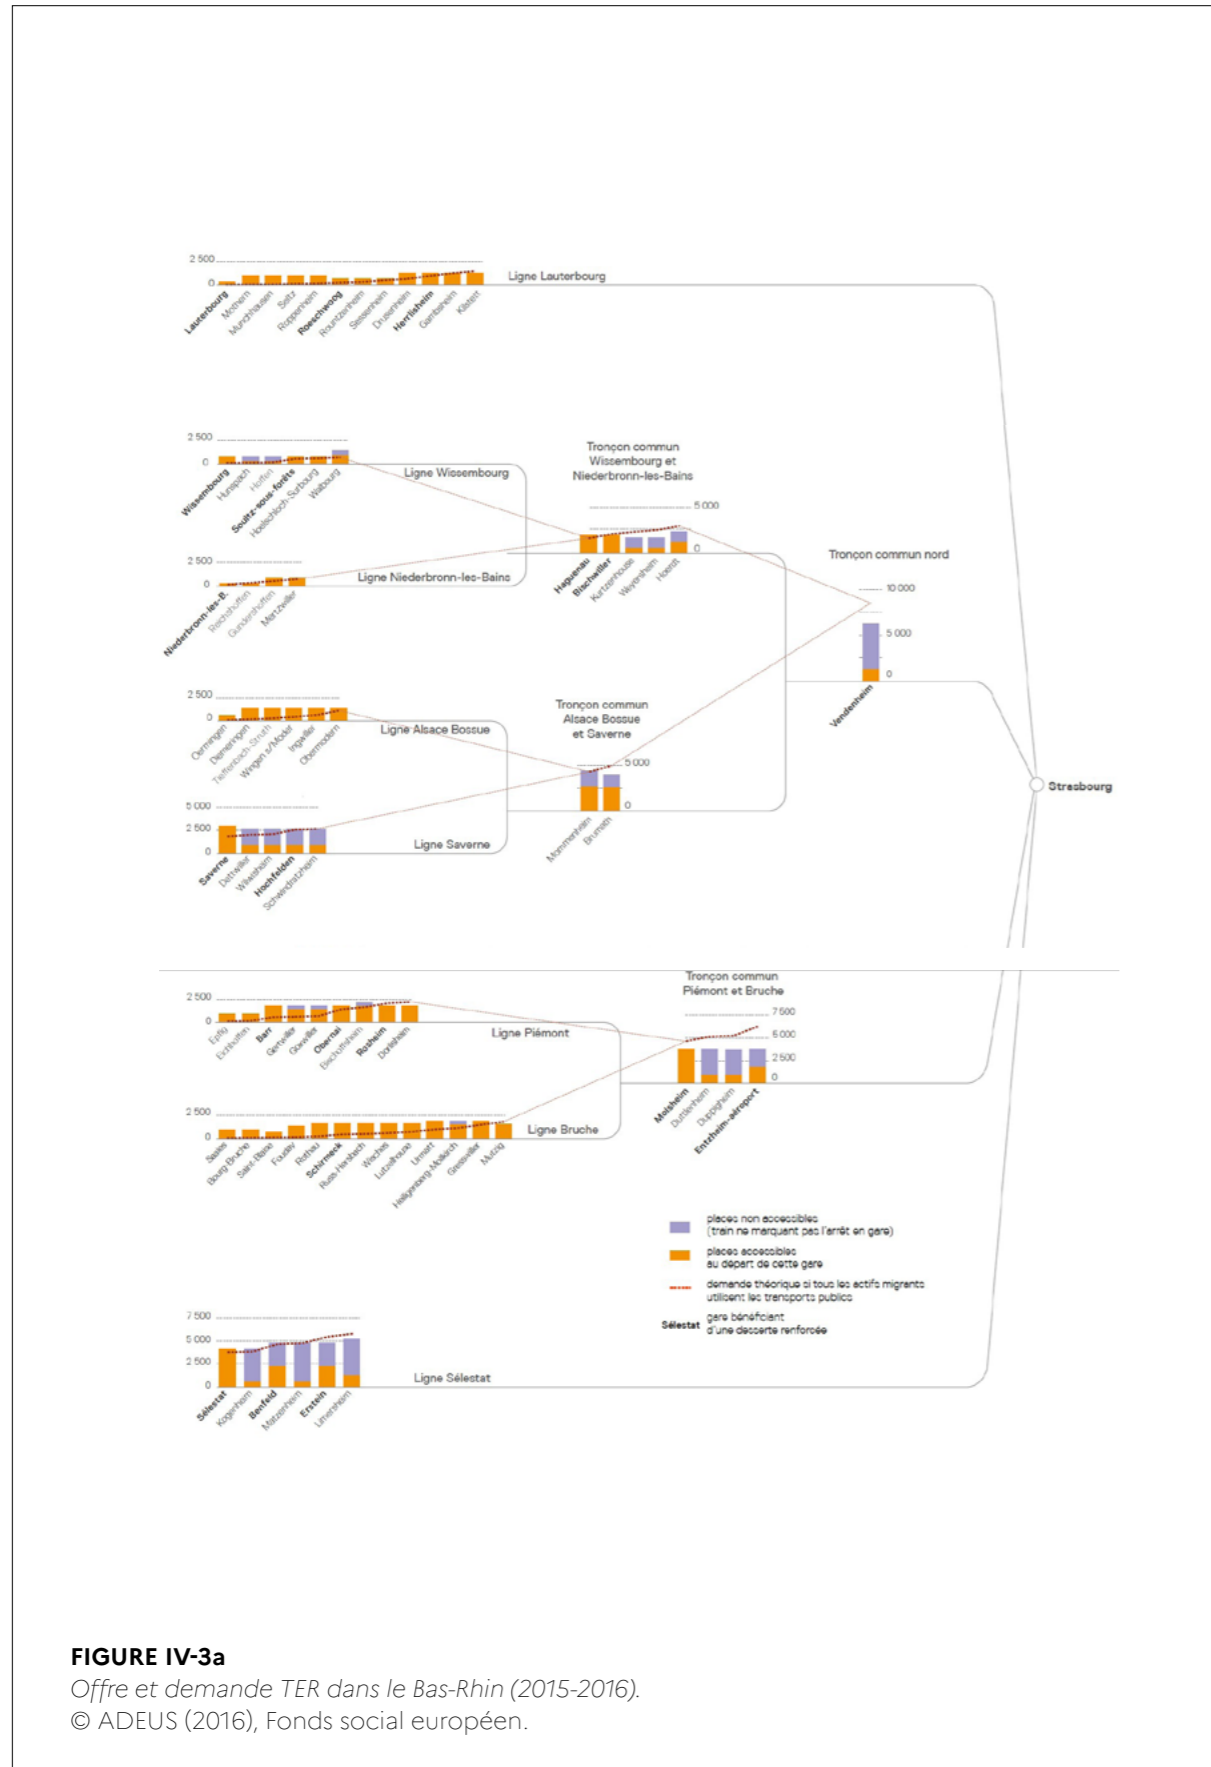 2 500
0
Ligne Lauterbourg
Lauterbourg
Mothern
Munchhausen
Seltz
Roppenheim
Roeschwoog
Rountzenheim
Sessenheim
Drusenheim
Herrlisheim
Gambsheim
Kilstett
2 500
0
Ligne Wissembourg
Wissembourg
Hunspach
Hoffen
Soultz-sous-forêts
Hoelschloch-Surbourg
Walbourg
Tronçon commun
Wissembourg et
Niederbronn-les-Bains
5 000
0
Haguenau
Bischwiller
Kurtzenhouse
Weyersheim
Hoerdt
2 500
0
Ligne Niederbronn-les-Bains
Niederbronn-les-B.
Reichshoffen
Gundershoffen
Mertzwiller
Tronçon commun nord
10 000
5 000
0
Vendenheim
2 500
0
Ligne Alsace Bossue
Oermingen
Diemeringen
Tieffenbach-Struth
Wingen s/Moder
Ingwiller
Obermodern
Tronçon commun
Alsace Bossue
et Saverne
5 000
0
Mommenheim
Brumath
Strasbourg
5 000
2 500
0
Ligne Saverne
Saverne
Dettwiller
Wilwisheim
Hochfelden
Schwindratzheim
2 500
0
Ligne Piémont
Epfig
Eichhoffen
Barr
Gertwiller
Goxwiller
Obernai
Bischoffsheim
Rosheim
Dorlisheim
Tronçon commun
Piémont et Bruche
7 500
5 000
2 500
0
Molsheim
Duttlenheim
Duppigheim
Entzheim-aéroport
2 500
0
Ligne Bruche
Saales
Bourg-Bruche
Saint-Blaise
Fouday
Rothau
Schirmeck
Russ-Hersbach
Wisches
Lutzelhouse
Urmatt
Heiligenberg-Mollkirch
Gresswiller
Mutzig
places non accessibles
(train ne marquant pas l'arrêt en gare)
places accessibles
au départ de cette gare
demande théorique si tous les actifs migrants
utilisent les transports publics
Sélestat gare bénéficiant
d'une desserte renforcée
7 500
5 000
2 500
0
Ligne Sélestat
Sélestat
Kogenheim
Benfeld
Matzenheim
Erstein
Limersheim
FIGURE IV-3a
Offre et demande TER dans le Bas-Rhin (2015-2016).
© ADEUS (2016), Fonds social européen.